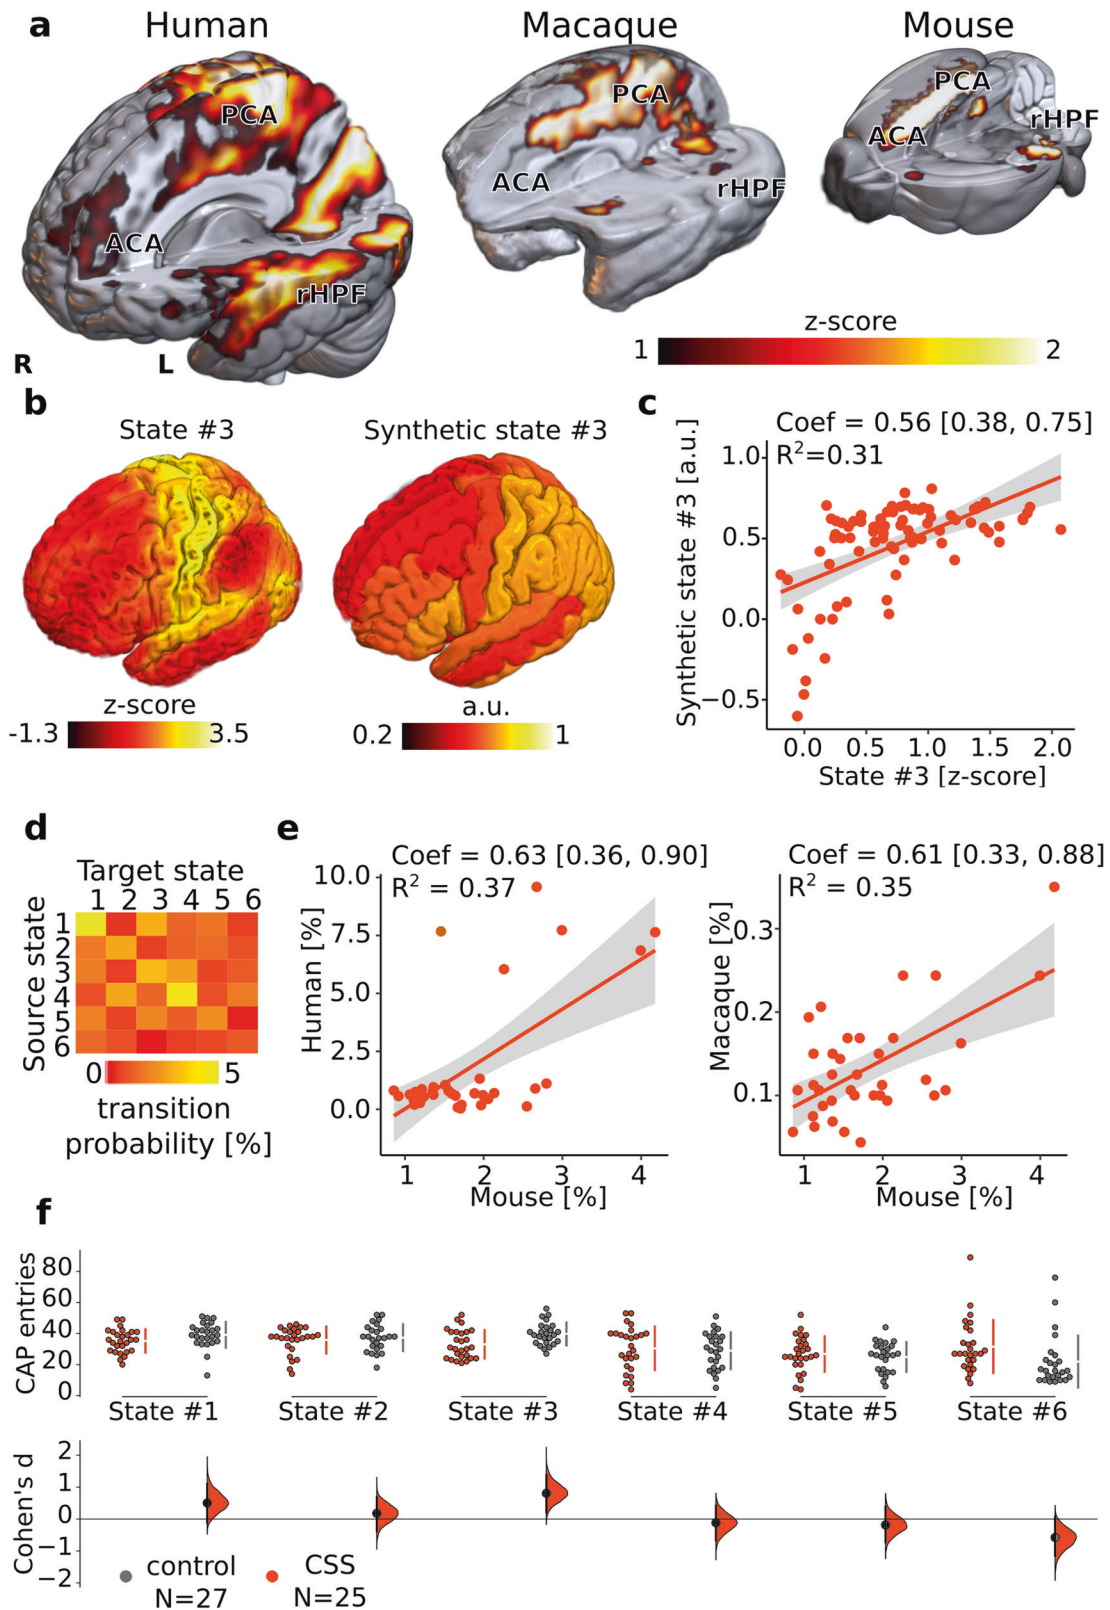 a
Human
Macaque
Mouse
PCA
ACA
rHPF
PCA
ACA
rHPF
PCA
ACA
rHPF
R
L
z-score
1
2
b
State #3
Synthetic state #3
z-score
-1.3
3.5
a.u.
0.2
1
c
Coef = 0.56 [0.38, 0.75]
R²=0.31
Synthetic state #3 [a.u.]
1.0
0.5
0.0
−0.5
0.0 0.5 1.0 1.5 2.0
State #3 [z-score]
d
Target state
1 2 3 4 5 6
Source state
1
2
3
4
5
6
0
5
transition
probability [%]
e
Coef = 0.63 [0.36, 0.90]
R² = 0.37
Human [%]
10.0
7.5
5.0
2.5
0.0
1 2 3 4
Mouse [%]
Coef = 0.61 [0.33, 0.88]
R² = 0.35
Macaque [%]
0.3
0.2
0.1
1 2 3 4
Mouse [%]
f
CAP entries
80
60
40
20
0
State #1 State #2 State #3 State #4 State #5 State #6
Cohen's d
2
1
0
−1
−2
control
N=27
CSS
N=25